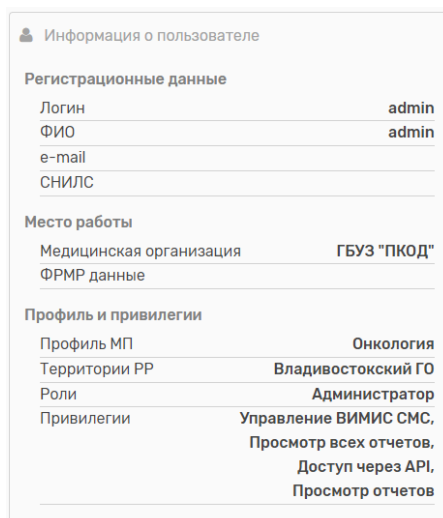 Информация о пользователе
Регистрационные данные
Логин admin
ФИО admin
e-mail
СНИЛС
Место работы
Медицинская организация ГБУЗ "ПКОД"
ФРМР данные
Профиль и привилегии
Профиль МП Онкология
Территории РР Владивостокский ГО
Роли Администратор
Привилегии Управление ВИМИС СМС,
Просмотр всех отчетов,
Доступ через API,
Просмотр отчетов